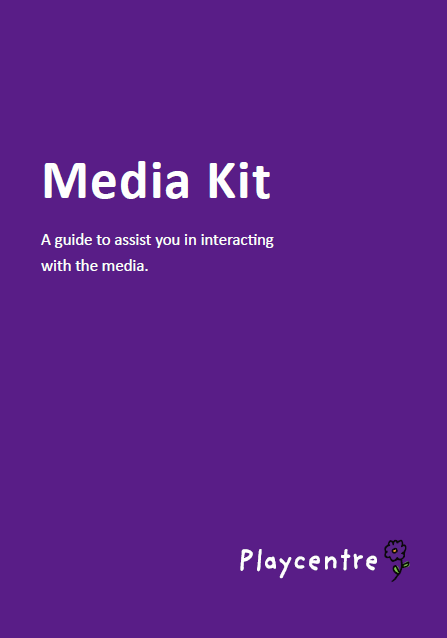 Media Kit
A guide to assist you in interacting
with the media.
Playcentre